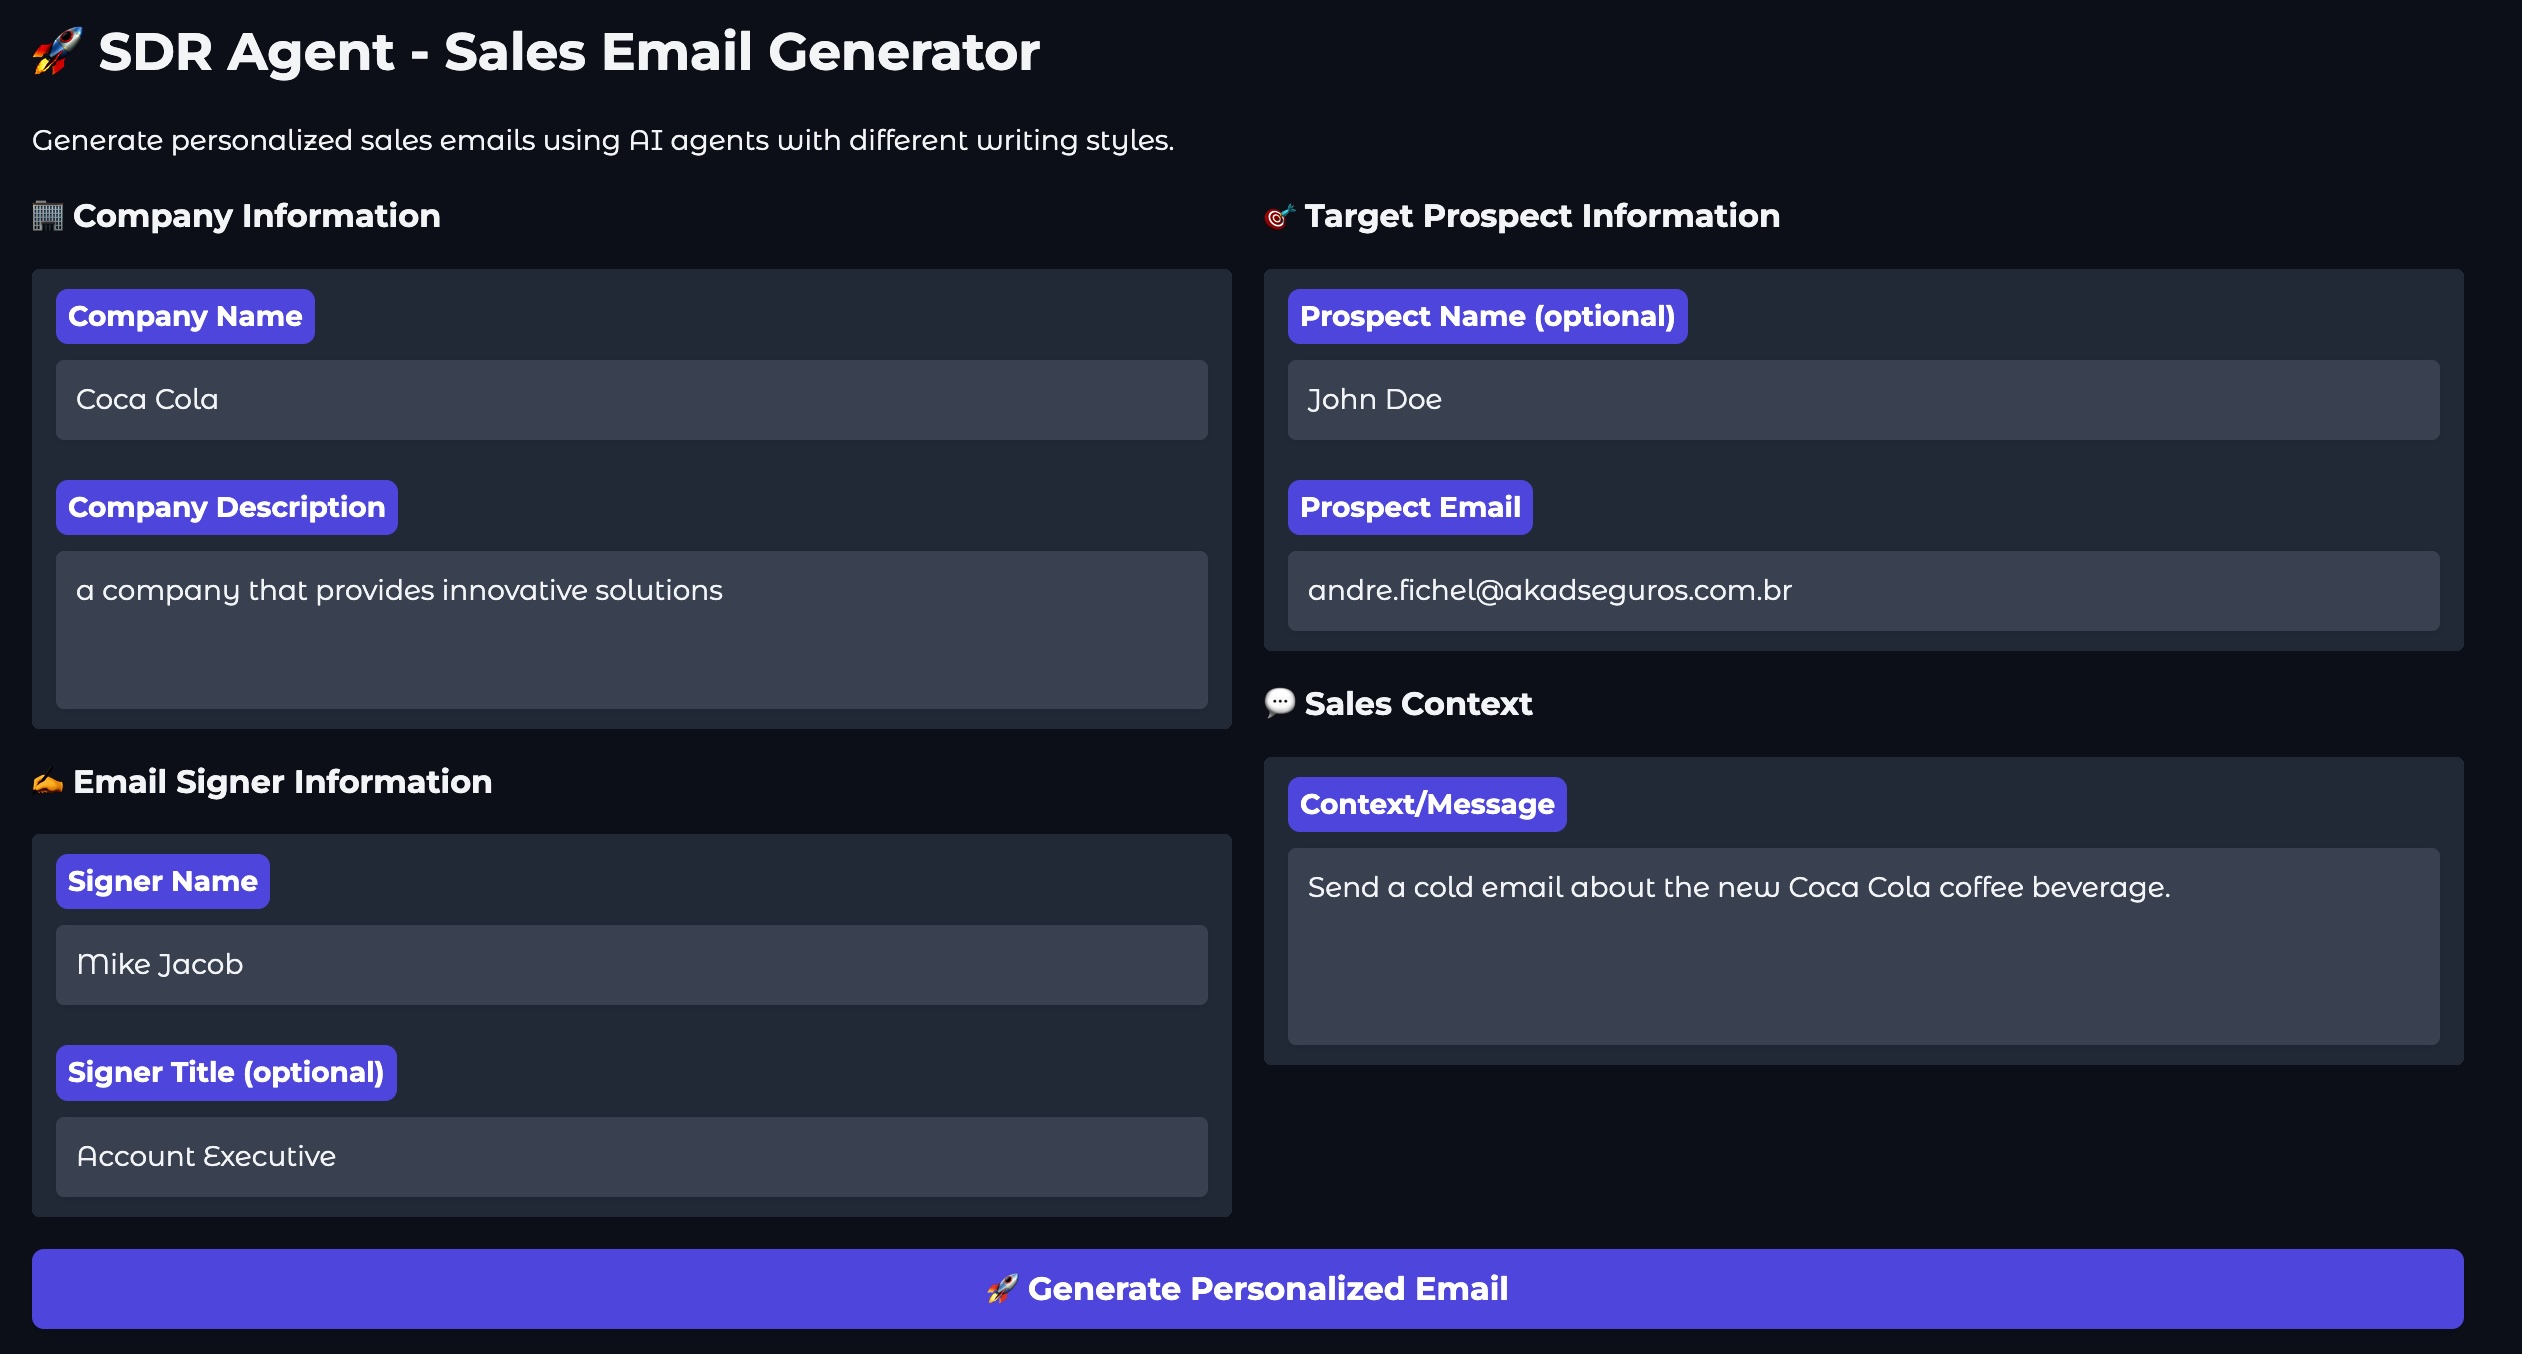 🚀 SDR Agent - Sales Email Generator
Generate personalized sales emails using AI agents with different writing styles.
🏢 Company Information
Company Name
Coca Cola
Company Description
a company that provides innovative solutions
✍️ Email Signer Information
Signer Name
Mike Jacob
Signer Title (optional)
Account Executive
🎯 Target Prospect Information
Prospect Name (optional)
John Doe
Prospect Email
andre.fichel@akadseguros.com.br
💬 Sales Context
Context/Message
Send a cold email about the new Coca Cola coffee beverage.
🚀 Generate Personalized Email